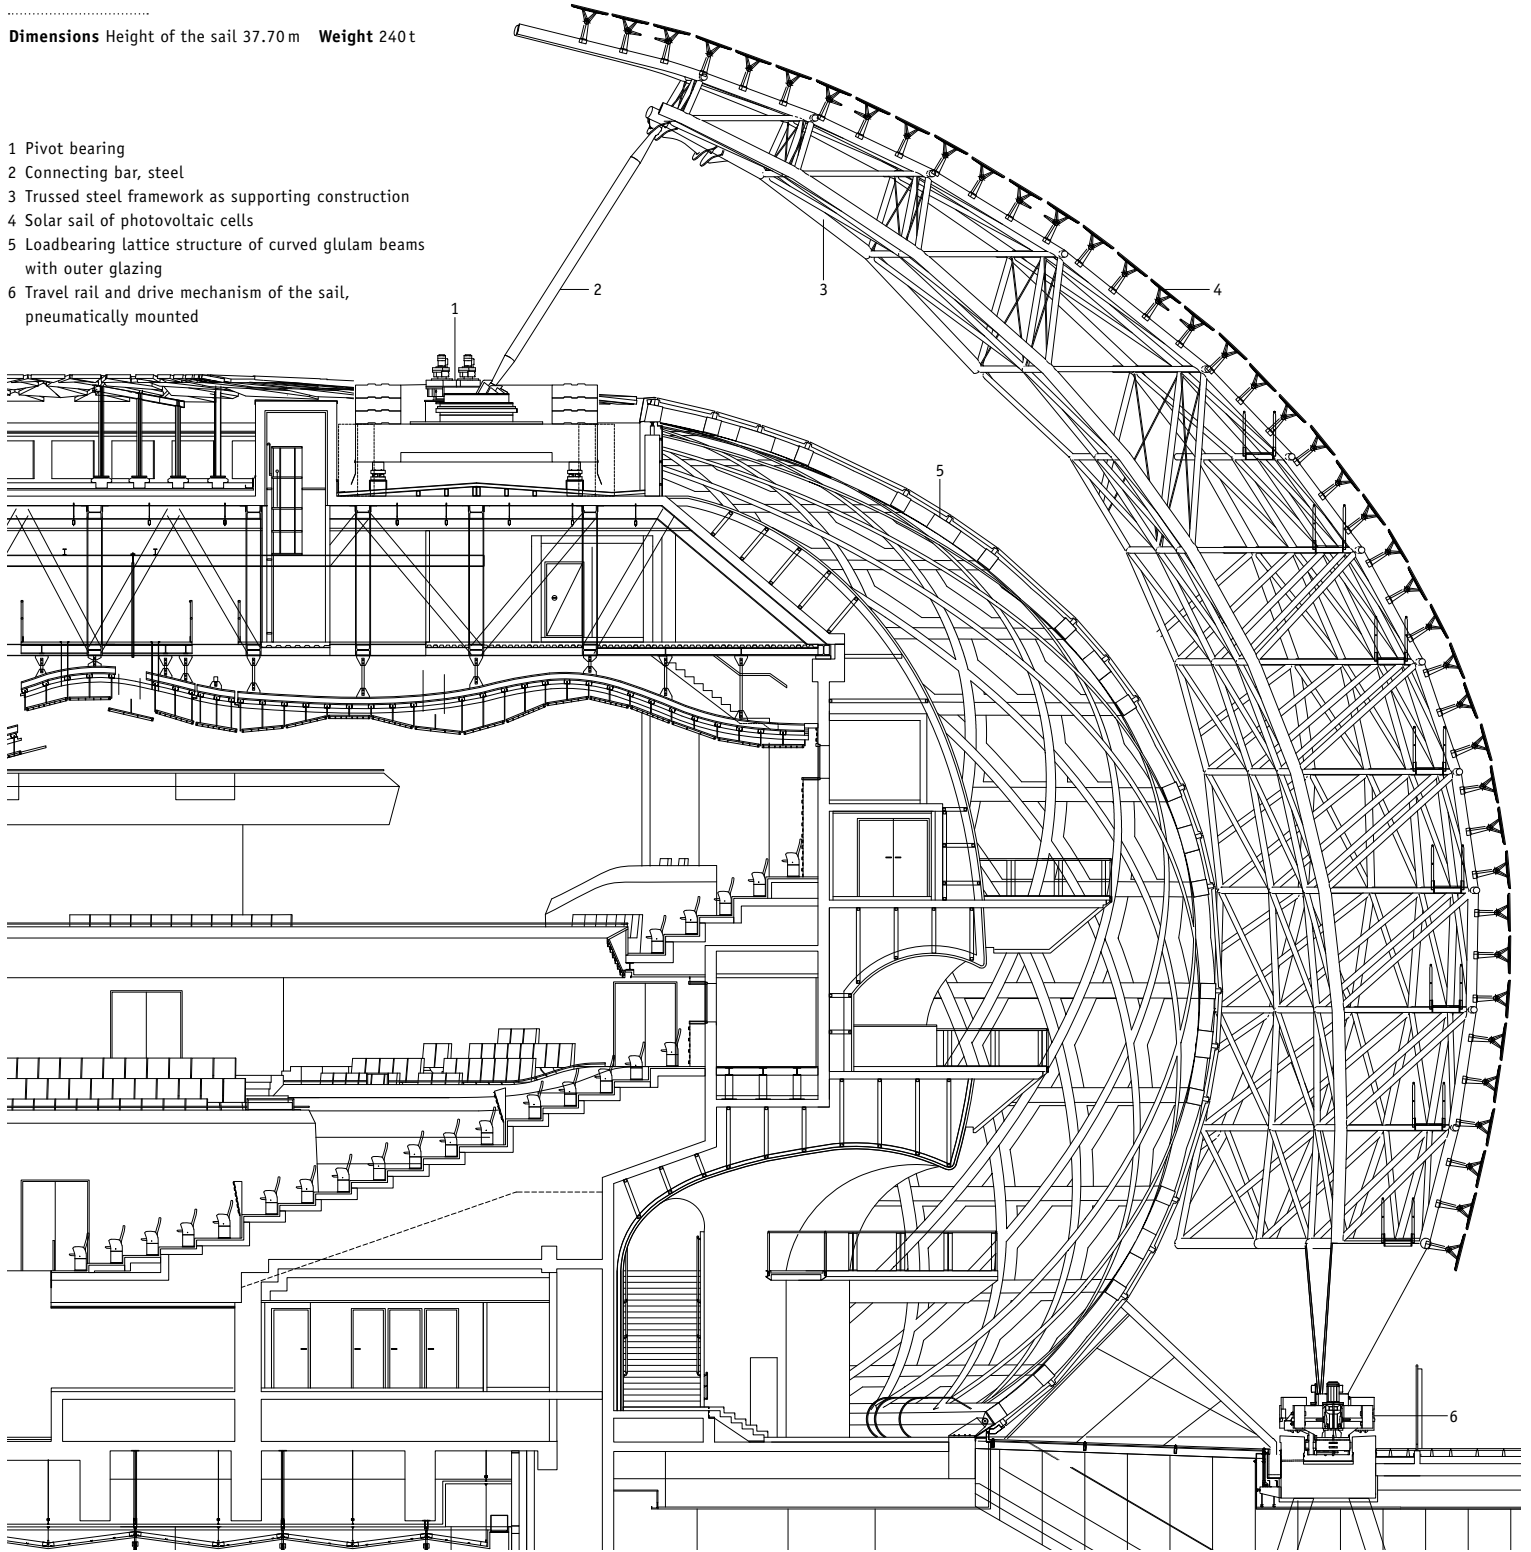 Dimensions Height of the sail 37.70 m Weight 240 t
1 Pivot bearing
2 Connecting bar, steel
3 Trussed steel framework as supporting construction
4 Solar sail of photovoltaic cells
5 Loadbearing lattice structure of curved glulam beams
with outer glazing
6 Travel rail and drive mechanism of the sail,
pneumatically mounted
2
3
4
1
5
6